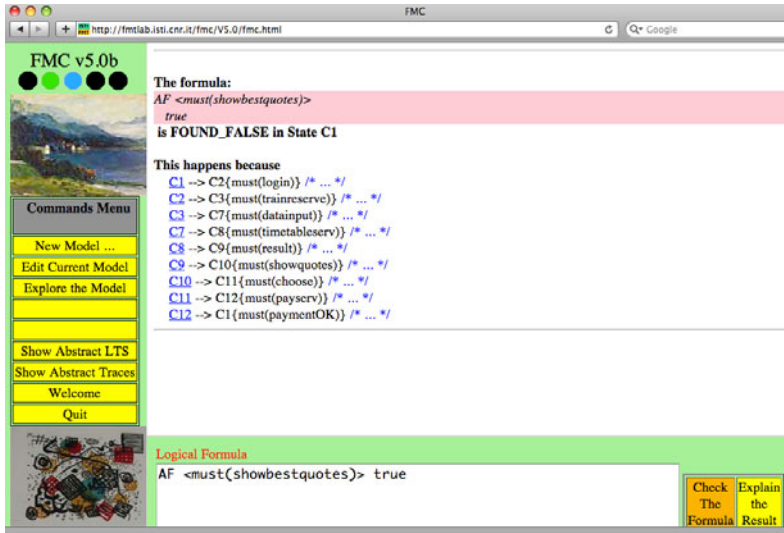 FMC
http://fmtlab.isti.cnr.it/fmc/V5.0/fmc.html
Google
FMC v5.0b
Commands Menu
New Model ...
Edit Current Model
Explore the Model
Show Abstract LTS
Show Abstract Traces
Welcome
Quit
The formula:
AF <must(showbestquotes)>
true
is FOUND_FALSE in State C1
This happens because
C1 --> C2{must(login)} /* ... */
C2 --> C3{must(trainreserve)} /* ... */
C3 --> C7{must(datainput)} /* ... */
C7 --> C8{must(timetableserv)} /* ... */
C8 --> C9{must(result)} /* ... */
C9 --> C10{must(showquotes)} /* ... */
C10 --> C11{must(choose)} /* ... */
C11 --> C12{must(payserv)} /* ... */
C12 --> C1{must(paymentOK)} /* ... */
Logical Formula
AF <must(showbestquotes)> true
Check
The
Formula
Explain
the
Result